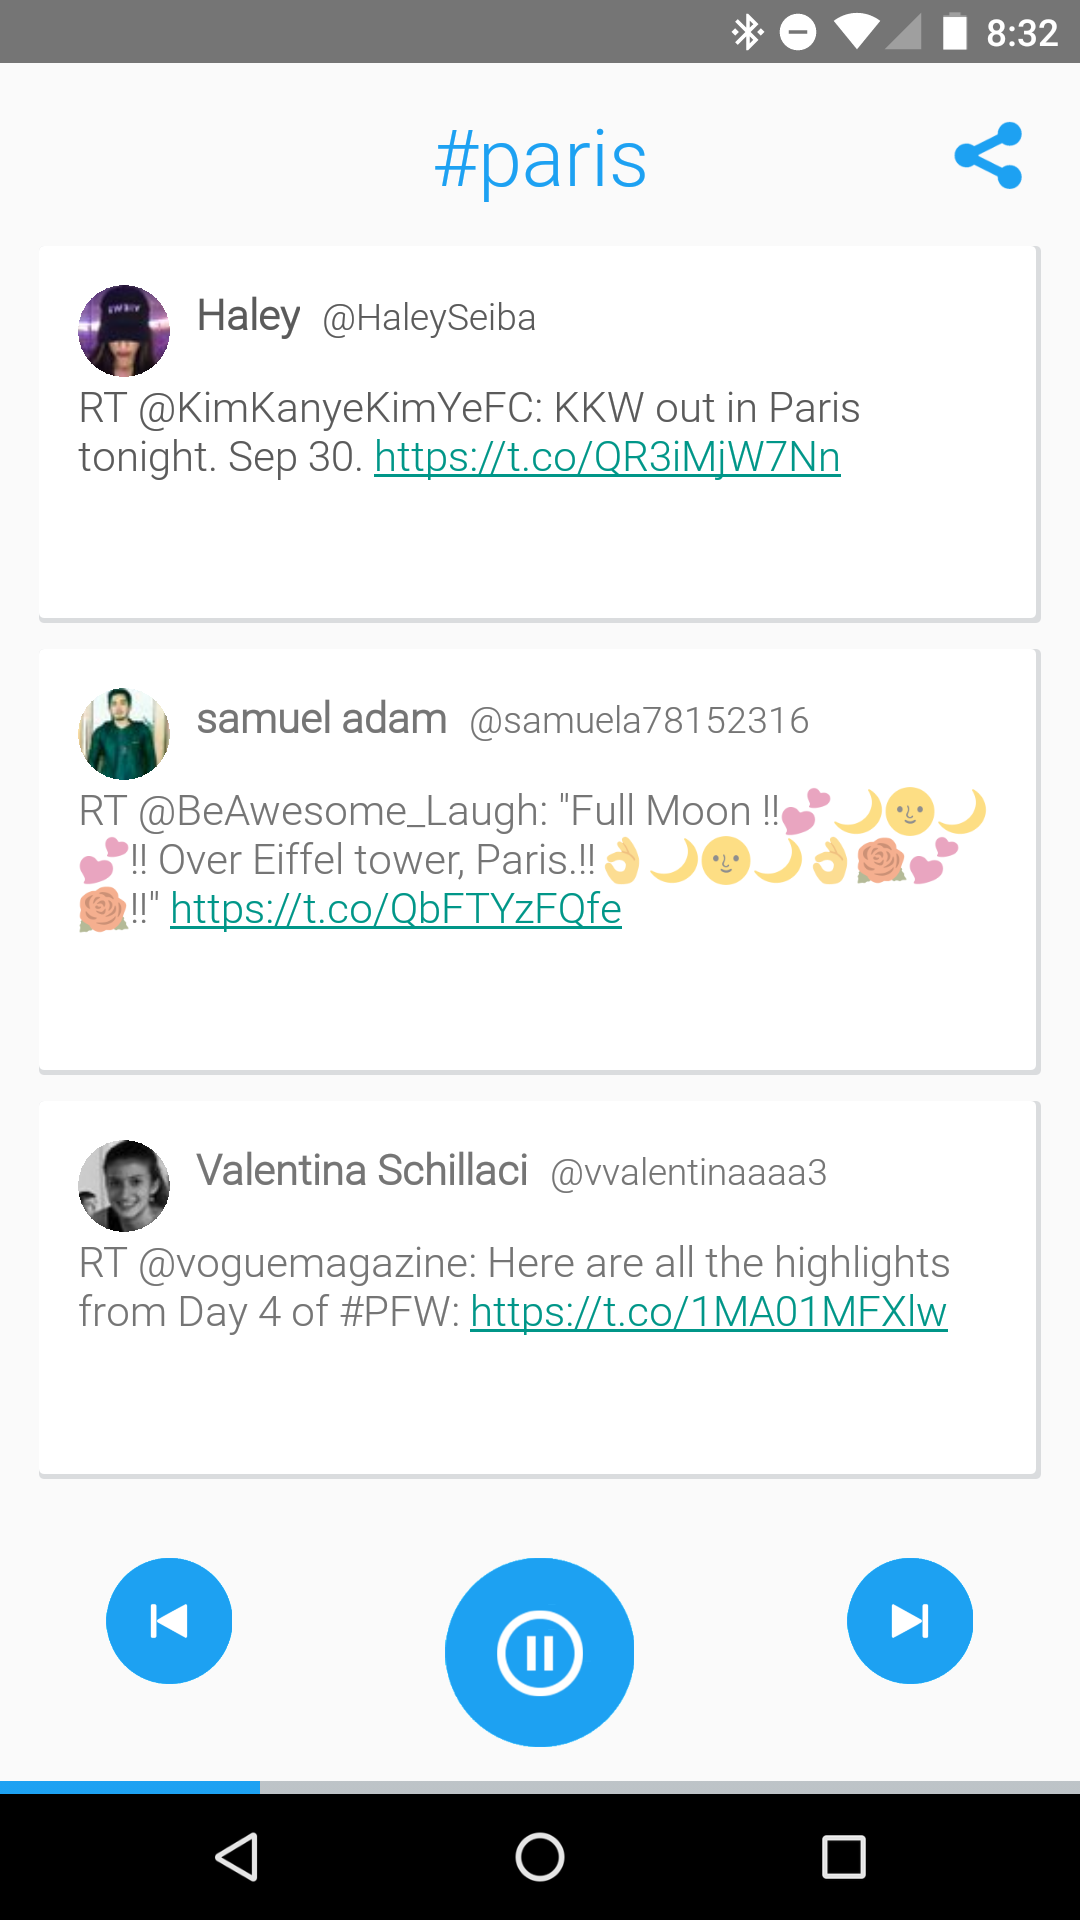 8:32
#paris
Haley @HaleySeiba
RT @KimKanyeKimYeFC: KKW out in Paris
tonight. Sep 30. https://t.co/QR3iMjW7Nn
samuel adam @samuela78152316
RT @BeAwesome_Laugh: "Full Moon !!💕🌙🌝🌙
💕!! Over Eiffel tower, Paris.!!👌🌙🌝🌙👌🌹💕
🌹!!" https://t.co/QbFTYzFQfe
Valentina Schillaci @vvalentinaaaa3
RT @voguemagazine: Here are all the highlights
from Day 4 of #PFW: https://t.co/1MA01MFXlw